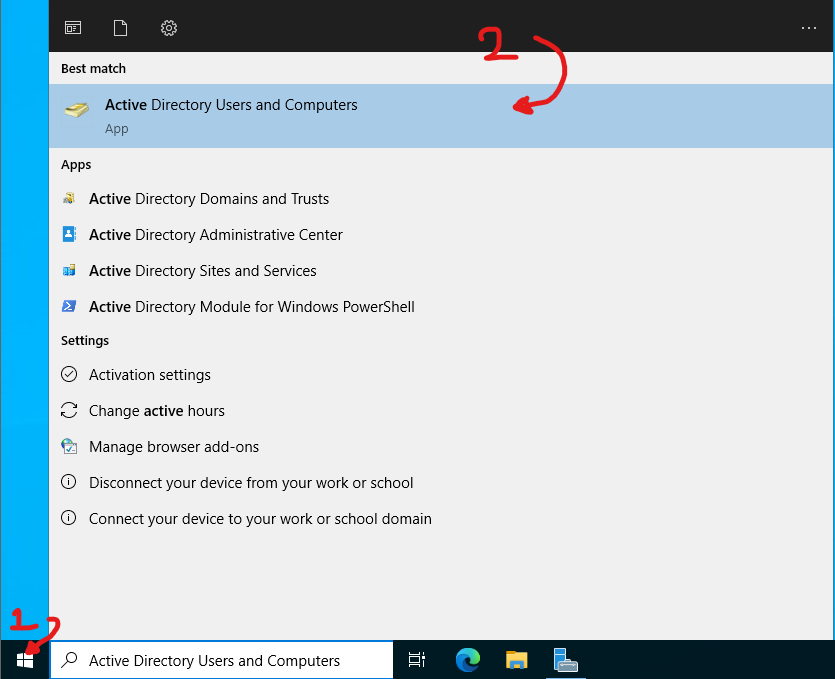 2
Best match
Active Directory Users and Computers
App
Apps
Active Directory Domains and Trusts
Active Directory Administrative Center
Active Directory Sites and Services
Active Directory Module for Windows PowerShell
Settings
Activation settings
Change active hours
Manage browser add-ons
Disconnect your device from your work or school
Connect your device to your work or school domain
1
Active Directory Users and Computers